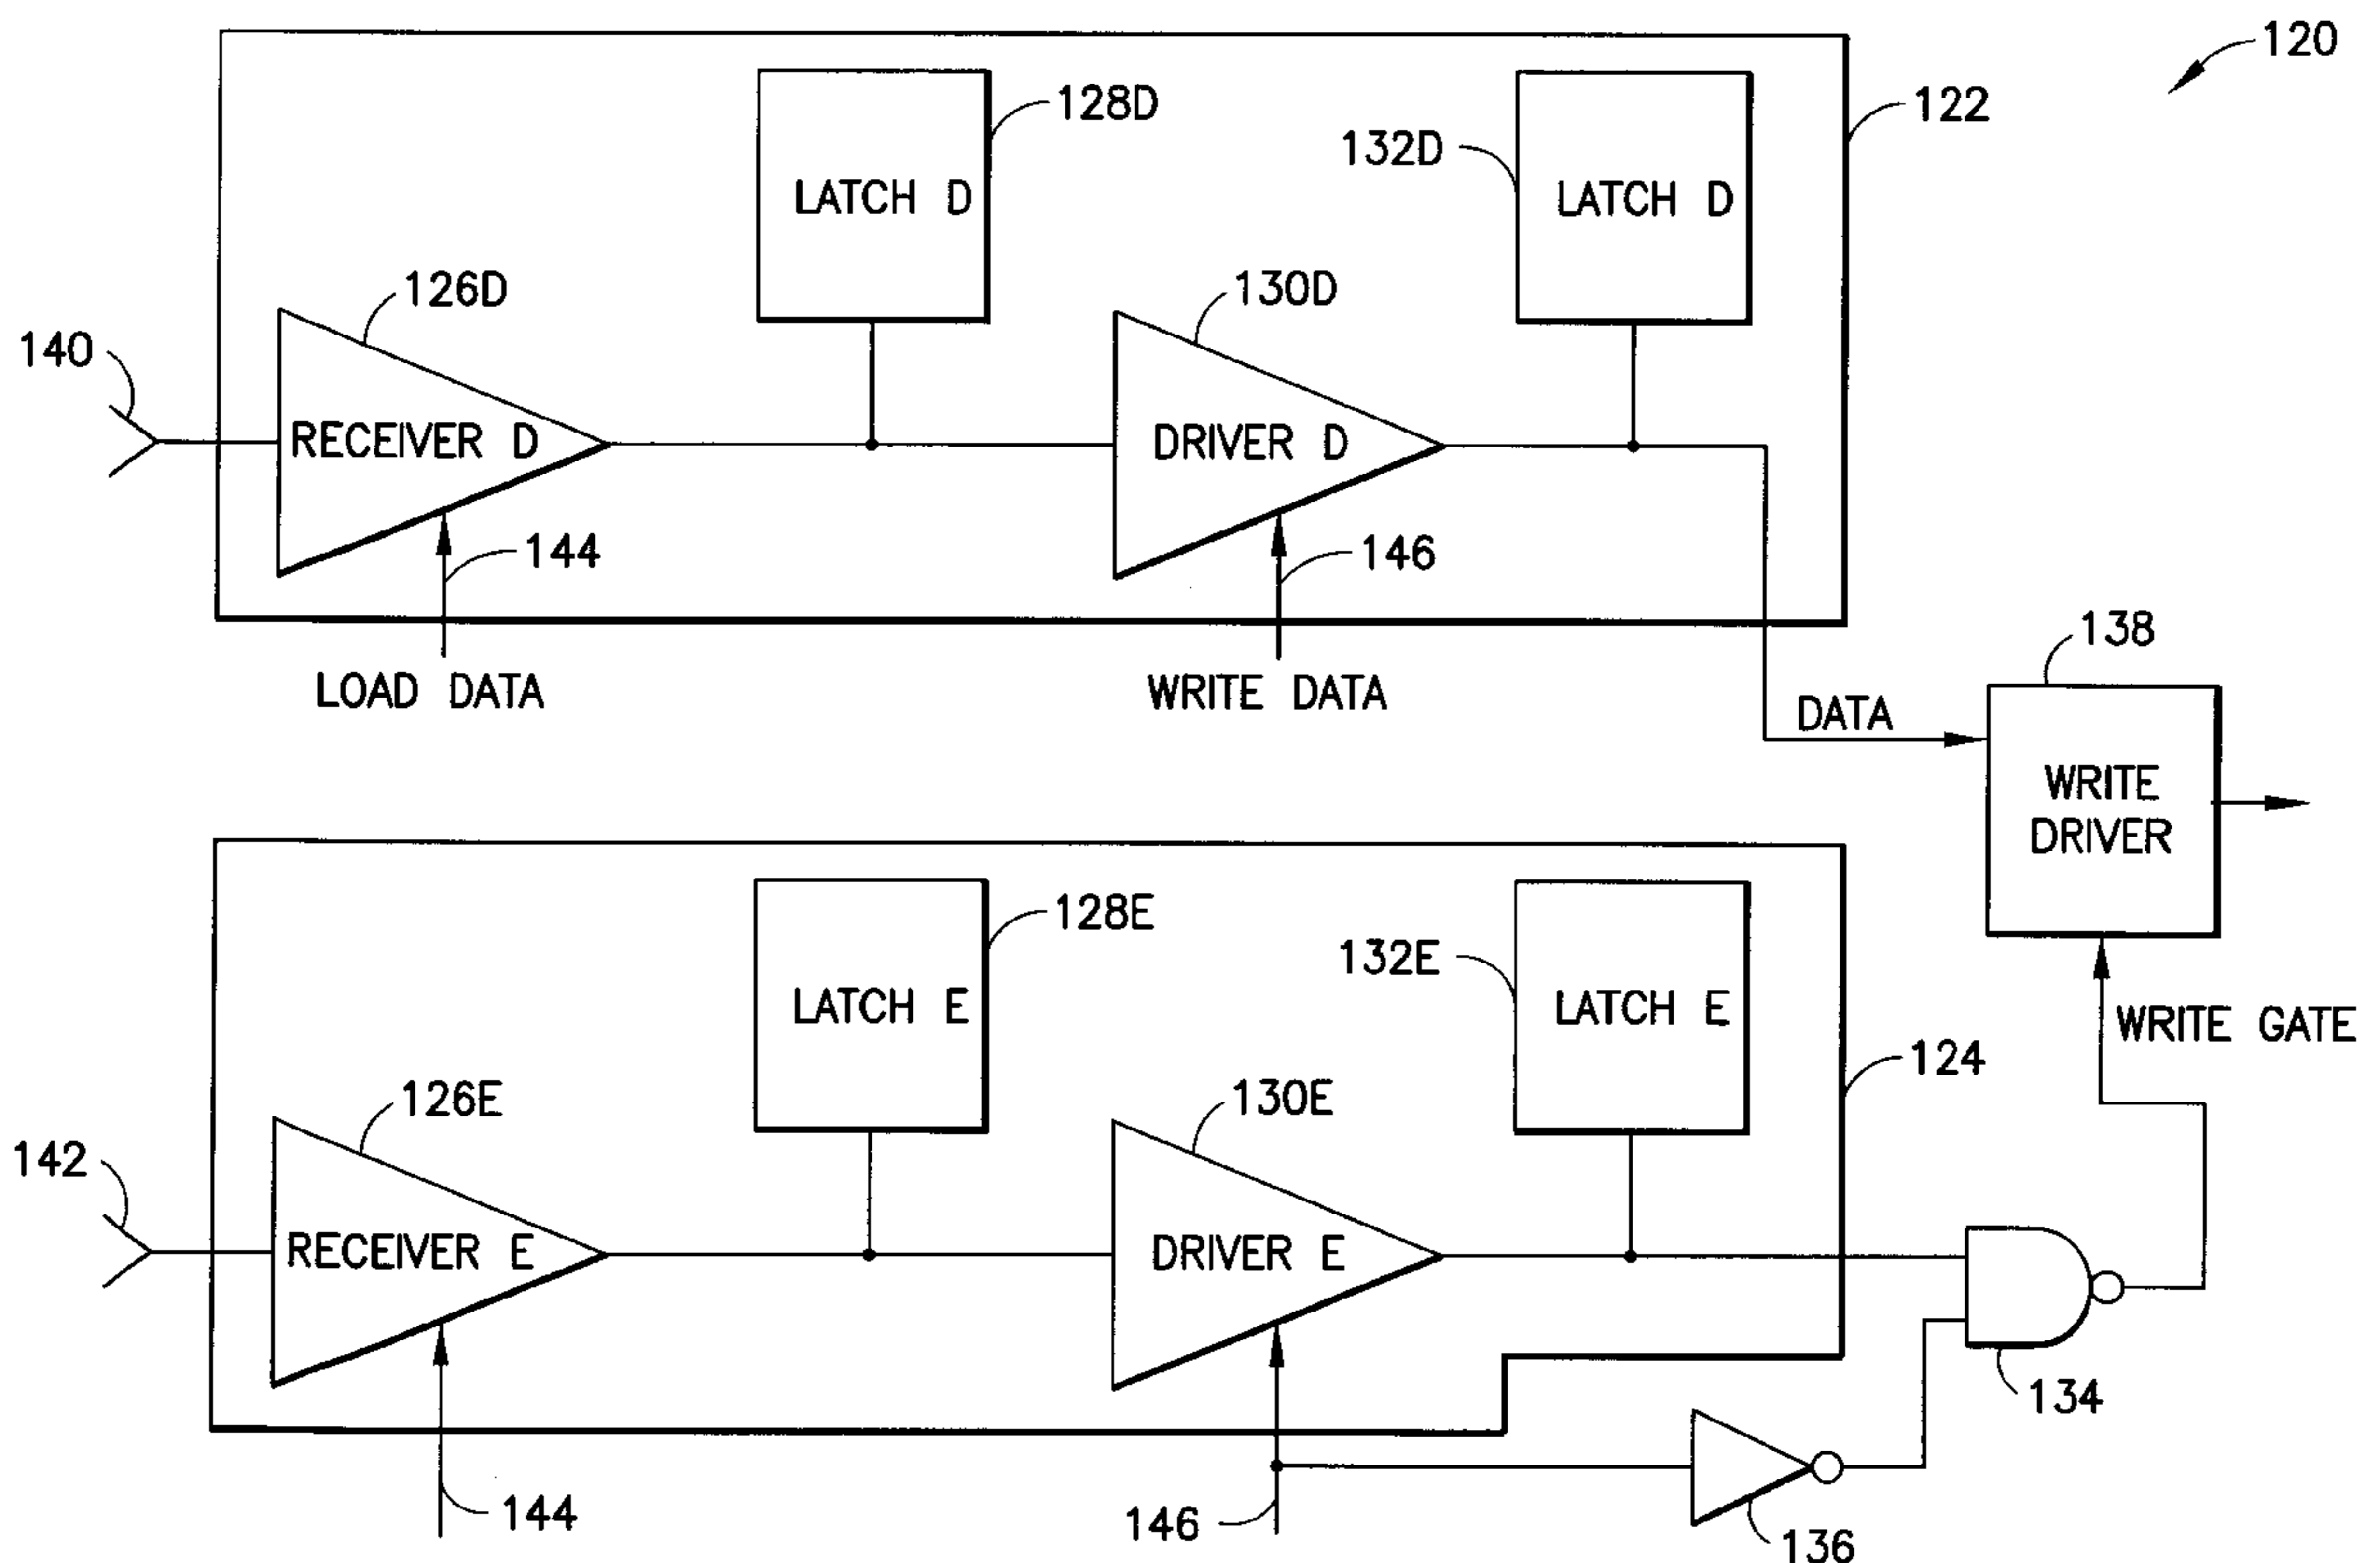 120
128D
122
132D
LATCH D
LATCH D
126D
130D
140
RECEIVER D
DRIVER D
144
146
138
LOAD DATA
WRITE DATA
DATA
WRITE
DRIVER
128E
132E
LATCH E
LATCH E
WRITE GATE
124
126E
130E
142
RECEIVER E
DRIVER E
134
144
146
136